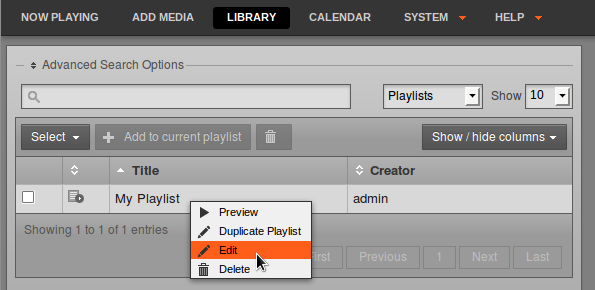 NOW PLAYING ADD MEDIA LIBRARY CALENDAR SYSTEM HELP
Advanced Search Options
Playlists Show 10
Select Add to current playlist Show / hide columns
Title Creator
My Playlist admin
Preview
Showing 1 to 1 of 1 entries
Duplicate Playlist
Edit
Previous 1 Next Last
Delete